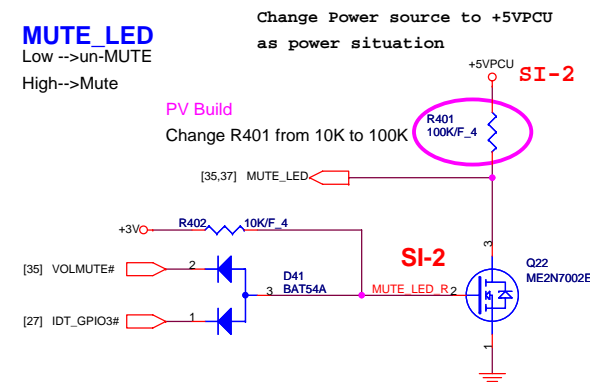 Change Power source to +5VPCU
as power situation
MUTE_LED
Low -->un-MUTE
High-->Mute
+5VPCU
SI-2
PV Build
Change R401 from 10K to 100K
R401
100K/F_4
[35,37] MUTE_LED
+3V
R402
10K/F_4
3
SI-2
Q22
ME2N7002E
[35] VOLMUTE#
2
D41
3
BAT54A
MUTE_LED_R
2
[27] IDT_GPIO3#
1
1